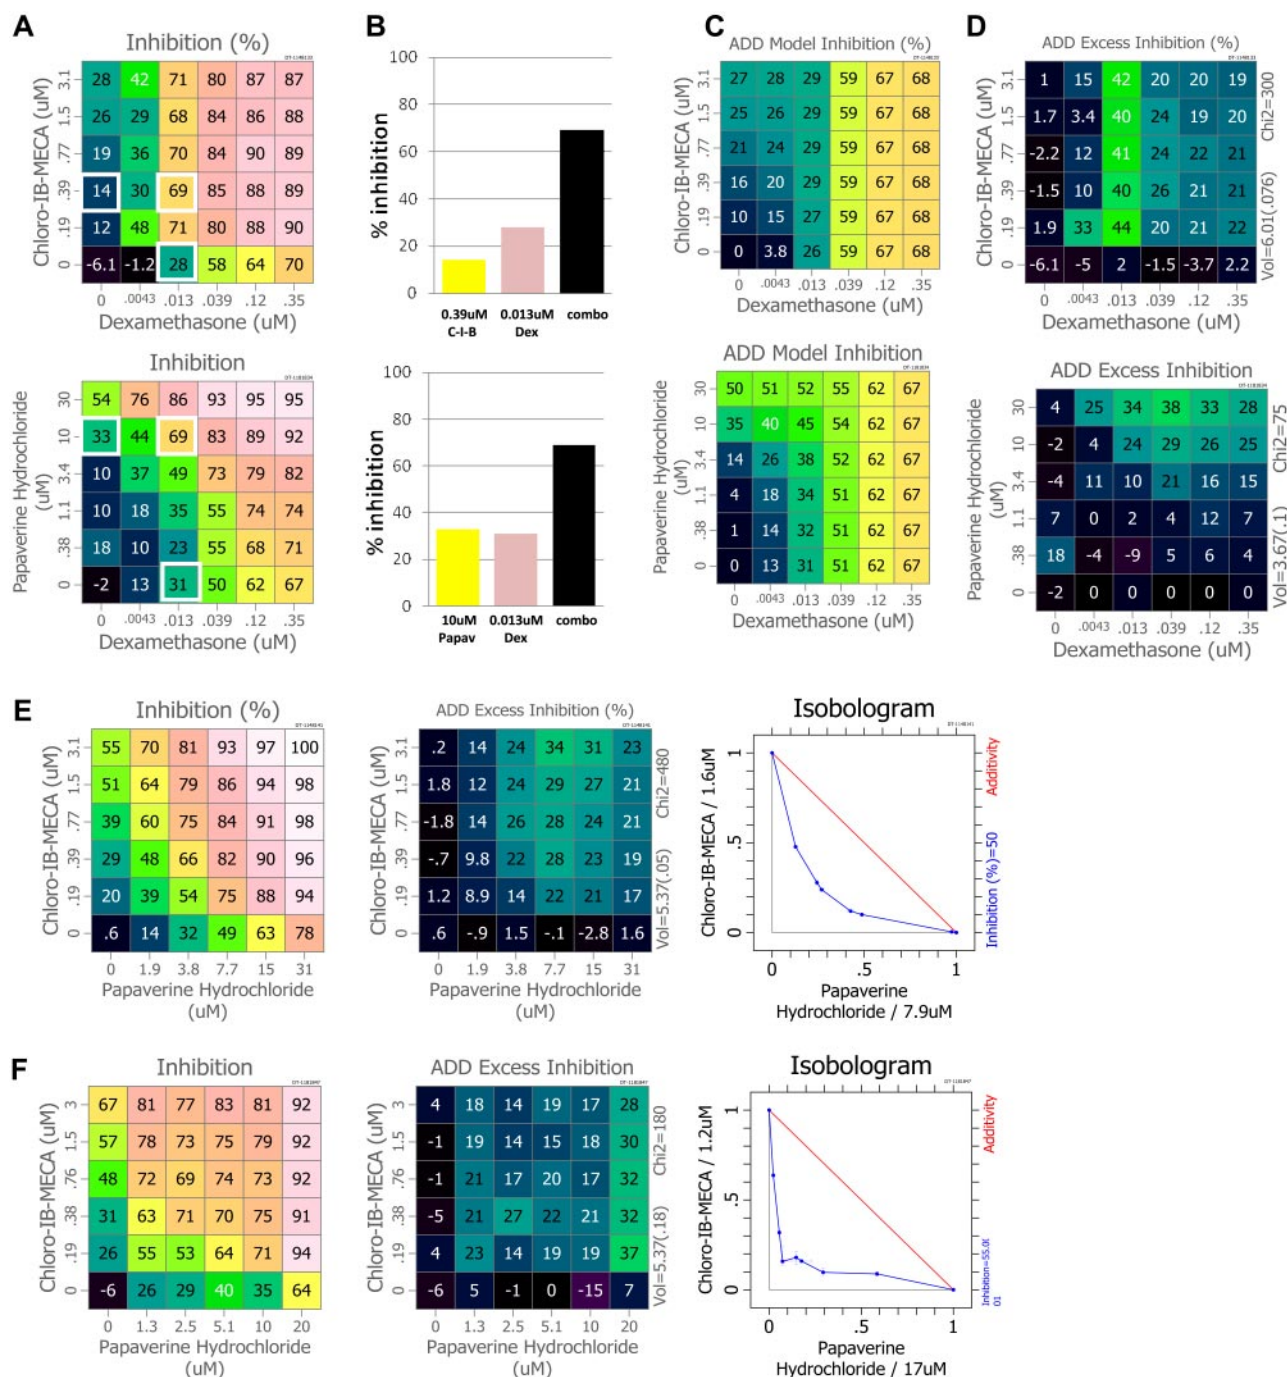 A
B
C
D
Inhibition (%)
DT-1140133
Chloro-IB-MECA (uM)
3.1 28 42 71 80 87 87
1.5 26 29 68 84 86 88
.77 19 36 70 84 90 89
.39 14 30 69 85 88 89
.19 12 48 71 80 88 90
0 -6.1 -1.2 28 58 64 70
0 .0043 .013 .039 .12 .35
Dexamethasone (uM)
% inhibition
100
80
60
40
20
0
0.39uM 0.013uM combo
C-I-B Dex
ADD Model Inhibition (%)
DT-1140133
Chloro-IB-MECA (uM)
3.1 27 28 29 59 67 68
1.5 25 26 29 59 67 68
.77 21 24 29 59 67 68
.39 16 20 29 59 67 68
.19 10 15 27 59 67 68
0 0 3.8 26 59 67 68
0 .0043 .013 .039 .12 .35
Dexamethasone (uM)
ADD Excess Inhibition (%)
DT-1140133
Chloro-IB-MECA (uM)
3.1 1 15 42 20 20 19
1.5 1.7 3.4 40 24 19 20
.77 -2.2 12 41 24 22 21
.39 -1.5 10 40 26 21 21
.19 1.9 33 44 20 21 22
0 -6.1 -5 2 -1.5 -3.7 2.2
Vol=6.01(.076) Chi2=300
0 .0043 .013 .039 .12 .35
Dexamethasone (uM)
Inhibition
DT-1181034
Papaverine Hydrochloride
(uM)
30 54 76 86 93 95 95
10 33 44 69 83 89 92
3.4 10 37 49 73 79 82
1.1 10 18 35 55 74 74
.38 18 10 23 55 68 71
0 -2 13 31 50 62 67
0 .0043 .013 .039 .12 .35
Dexamethasone (uM)
% inhibition
100
80
60
40
20
0
10uM 0.013uM combo
Papav Dex
ADD Model Inhibition
DT-1181034
Papaverine Hydrochloride
(uM)
30 50 51 52 55 62 67
10 35 40 45 54 62 67
3.4 14 26 38 52 62 67
1.1 4 18 34 51 62 67
.38 1 14 32 51 62 67
0 0 13 31 51 62 67
0 .0043 .013 .039 .12 .35
Dexamethasone (uM)
ADD Excess Inhibition
DT-1181034
Papaverine Hydrochloride
(uM)
30 4 25 34 38 33 28
10 -2 4 24 29 26 25
3.4 -4 11 10 21 16 15
1.1 7 0 2 4 12 7
.38 18 -4 -9 5 6 4
0 -2 0 0 0 0 0
Vol=3.67(.1) Chi2=75
0 .0043 .013 .039 .12 .35
Dexamethasone (uM)
E
Inhibition (%)
DT-1140141
Chloro-IB-MECA (uM)
3.1 55 70 81 93 97 100
1.5 51 64 79 86 94 98
.77 39 60 75 84 91 98
.39 29 48 66 82 90 96
.19 20 39 54 75 88 94
0 .6 14 32 49 63 78
0 1.9 3.8 7.7 15 31
Papaverine Hydrochloride
(uM)
ADD Excess Inhibition (%)
DT-1140141
Chloro-IB-MECA (uM)
3.1 .2 14 24 34 31 23
1.5 1.8 12 24 29 27 21
.77 -1.8 14 26 28 24 21
.39 -.7 9.8 22 28 23 19
.19 1.2 8.9 14 22 21 17
0 .6 -.9 1.5 -.1 -2.8 1.6
Vol=5.37(.05) Chi2=480
0 1.9 3.8 7.7 15 31
Papaverine Hydrochloride
(uM)
Isobologram
DT-1140141
Chloro-IB-MECA / 1.6uM
1
.5
0
Inhibition (%)=50 Additivity
0 .5 1
Papaverine
Hydrochloride / 7.9uM
F
Inhibition
DT-1181047
Chloro-IB-MECA (uM)
3 67 81 77 83 81 92
1.5 57 78 73 75 79 92
.76 48 72 69 74 73 92
.38 31 63 71 70 75 91
.19 26 55 53 64 71 94
0 -6 26 29 40 35 64
0 1.3 2.5 5.1 10 20
Papaverine Hydrochloride
(uM)
ADD Excess Inhibition
DT-1181047
Chloro-IB-MECA (uM)
3 4 18 14 19 17 28
1.5 -1 19 14 15 18 30
.76 -1 21 17 20 17 32
.38 -5 21 27 22 21 32
.19 4 23 14 19 19 37
0 -6 5 -1 0 -15 7
Vol=5.37(.18) Chi2=180
0 1.3 2.5 5.1 10 20
Papaverine Hydrochloride
(uM)
Isobologram
DT-1181047
Chloro-IB-MECA / 1.2uM
1
.5
0
Additivity
01
0 .5 1
Papaverine
Hydrochloride / 17uM